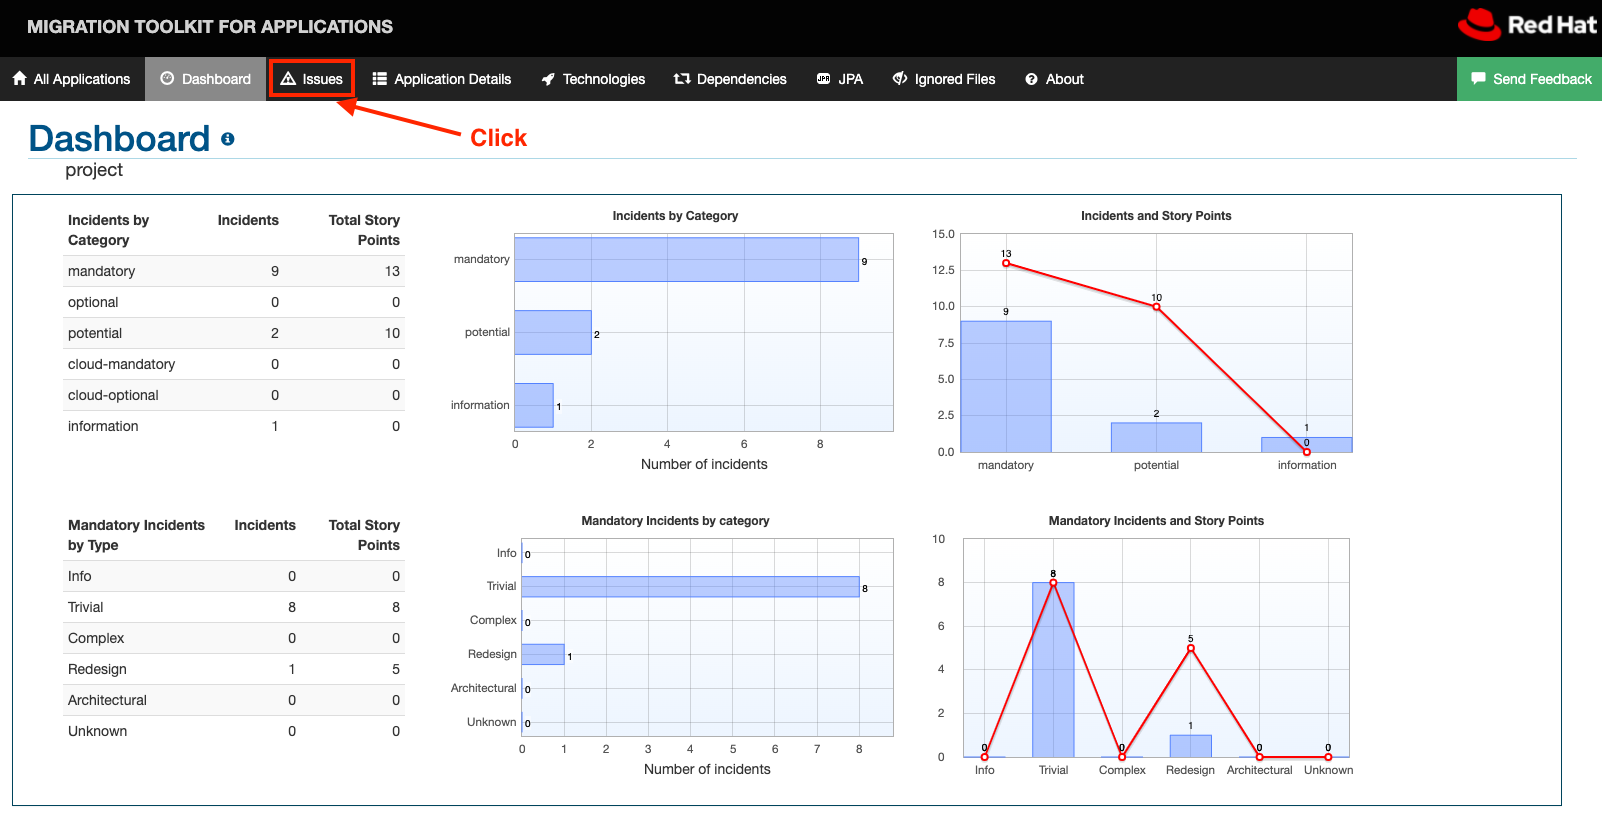 MIGRATION TOOLKIT FOR APPLICATIONS
Red Hat
All Applications Dashboard Issues Application Details Technologies Dependencies JPA JPA Ignored Files About Send Feedback
Click
Dashboard
project
Incidents by Category Incidents Total Story Points
mandatory 9 13
optional 0 0
potential 2 10
cloud-mandatory 0 0
cloud-optional 0 0
information 1 0
Incidents by Category
mandatory 9
potential 2
information 1
0 2 4 6 8
Number of incidents
Incidents and Story Points
15.0
12.5
10.0
7.5
5.0
2.5
0.0
13
9
10
2
1
0
mandatory potential information
Mandatory Incidents by Type Incidents Total Story Points
Info 0 0
Trivial 8 8
Complex 0 0
Redesign 1 5
Architectural 0 0
Unknown 0 0
Mandatory Incidents by category
Info 0
Trivial 8
Complex 0
Redesign 1
Architectural 0
Unknown 0
0 1 2 3 4 5 6 7 8
Number of incidents
Mandatory Incidents and Story Points
10
8
6
4
2
0
0 8 0 5 1 0 0
Info Trivial Complex Redesign Architectural Unknown